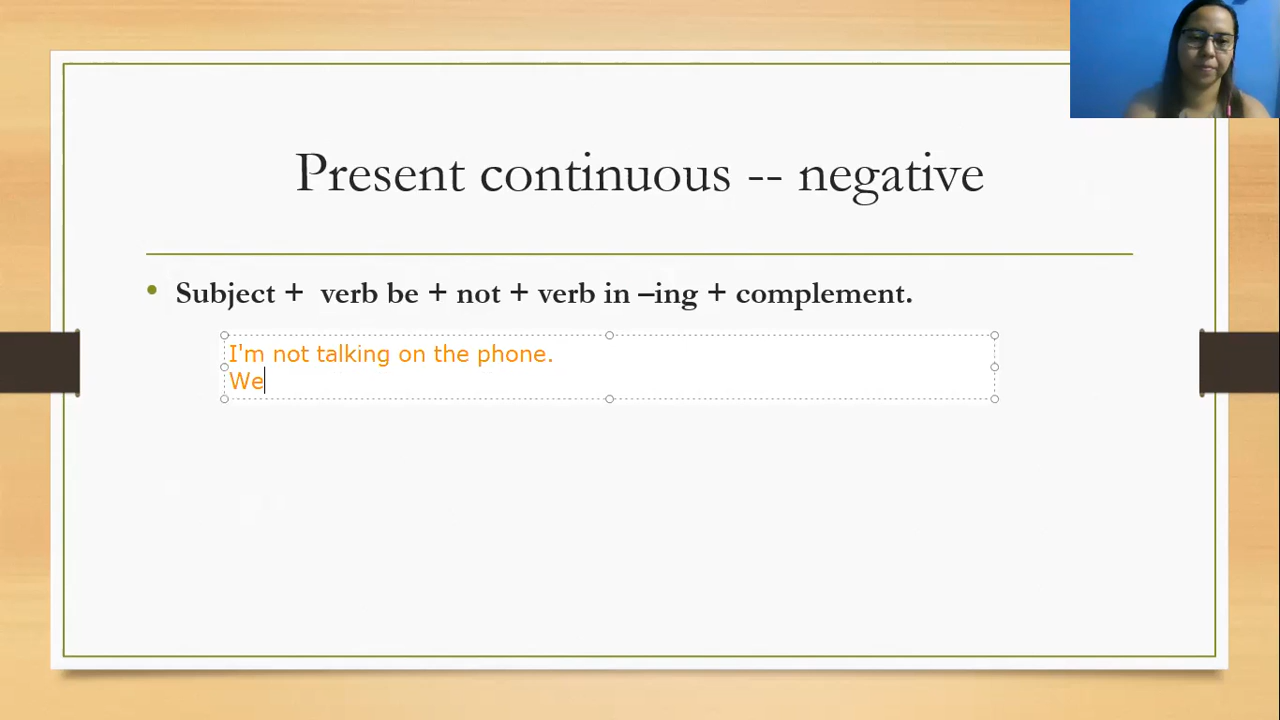 Present continuous -- negative
• Subject +  verb be + not + verb in –ing + complement.
I'm not talking on the phone.
We